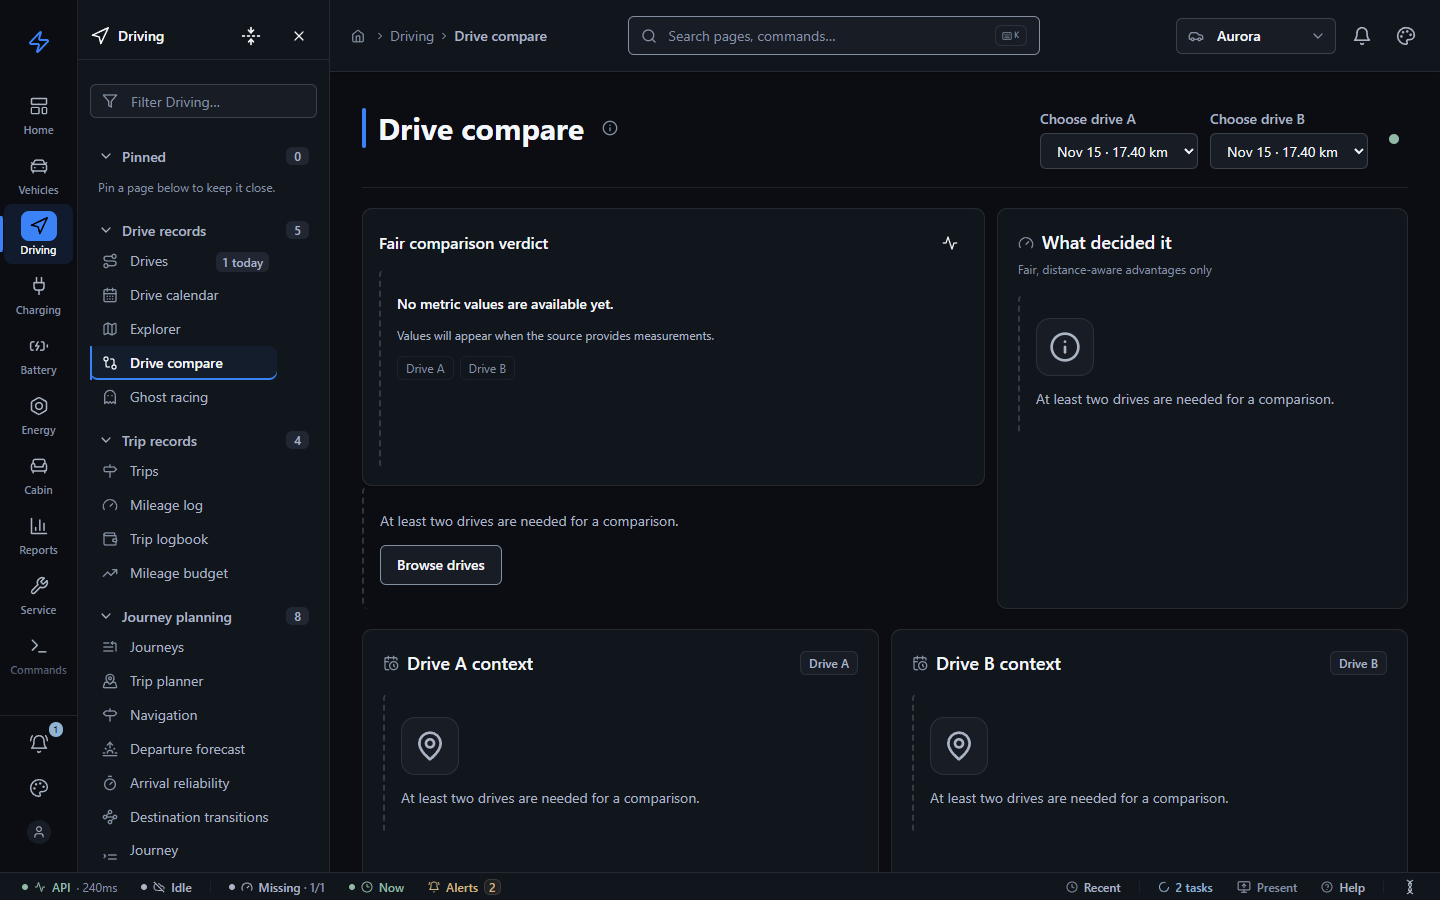 Driving
Driving
Drive compare
Search pages, commands...
K
Aurora
Home
Vehicles
Driving
Charging
Battery
Energy
Cabin
Reports
Service
Commands
1
Filter Driving...
Pinned
0
Pin a page below to keep it close.
Drive records
5
Drives
1 today
Drive calendar
Explorer
Drive compare
Ghost racing
Trip records
4
Trips
Mileage log
Trip logbook
Mileage budget
Journey planning
8
Journeys
Trip planner
Navigation
Departure forecast
Arrival reliability
Destination transitions
Journey
Drive compare
Choose drive A
Nov 15 · 17.40 km
Choose drive B
Nov 15 · 17.40 km
Fair comparison verdict
No metric values are available yet.
Values will appear when the source provides measurements.
Drive A
Drive B
At least two drives are needed for a comparison.
Browse drives
What decided it
Fair, distance-aware advantages only
At least two drives are needed for a comparison.
Drive A context
Drive A
At least two drives are needed for a comparison.
Drive B context
Drive B
At least two drives are needed for a comparison.
API · 240ms
Idle
Missing · 1/1
Now
Alerts 2
Recent
2 tasks
Present
Help